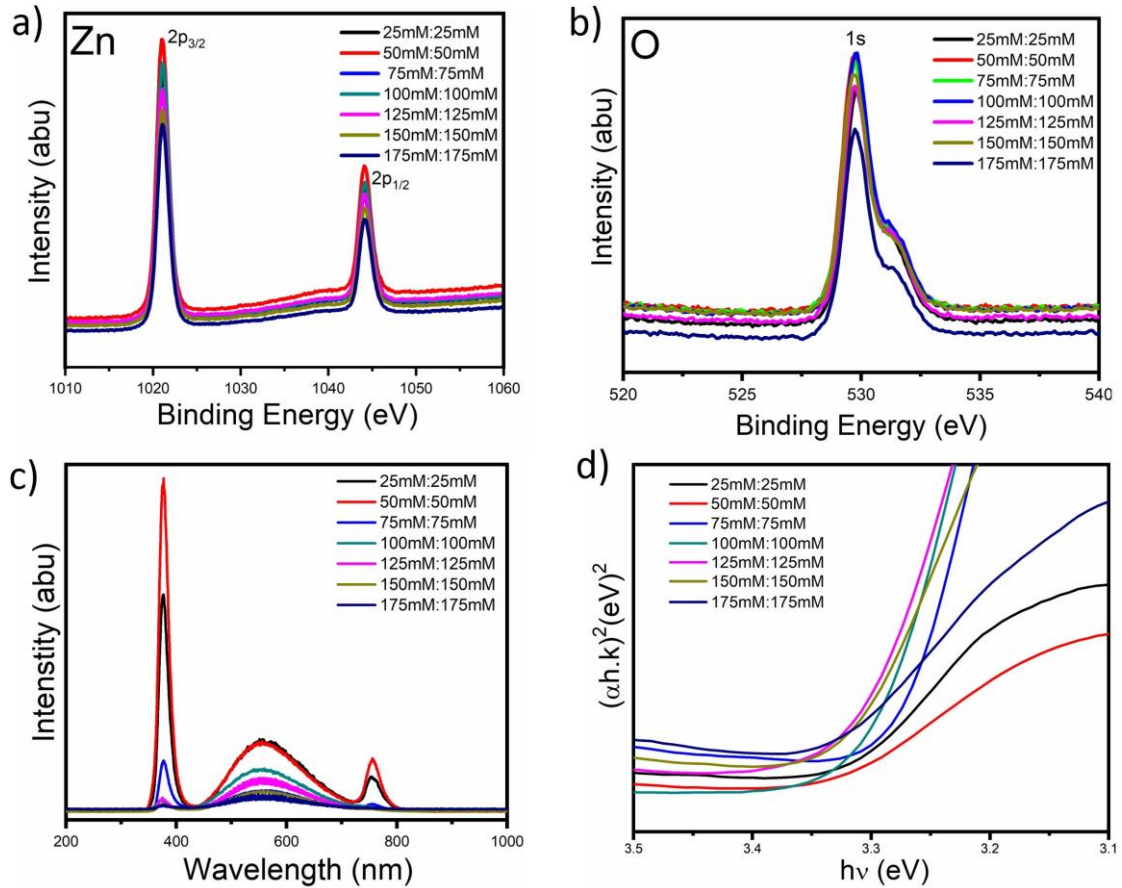 a)
Zn
2p3/2
2p1/2
25mM:25mM
50mM:50mM
75mM:75mM
100mM:100mM
125mM:125mM
150mM:150mM
175mM:175mM
Intensity (abu)
1010 1020 1030 1040 1050 1060
Binding Energy (eV)
b)
O
1s
25mM:25mM
50mM:50mM
75mM:75mM
100mM:100mM
125mM:125mM
150mM:150mM
175mM:175mM
Intensity (abu)
520 525 530 535 540
Binding Energy (eV)
c)
25mM:25mM
50mM:50mM
75mM:75mM
100mM:100mM
125mM:125mM
150mM:150mM
175mM:175mM
Intenstity (abu)
200 400 600 800 1000
Wavelength (nm)
d)
25mM:25mM
50mM:50mM
75mM:75mM
100mM:100mM
125mM:125mM
150mM:150mM
175mM:175mM
(αh.k)²(eV)²
3.5 3.4 3.3 3.2 3.1
hν (eV)